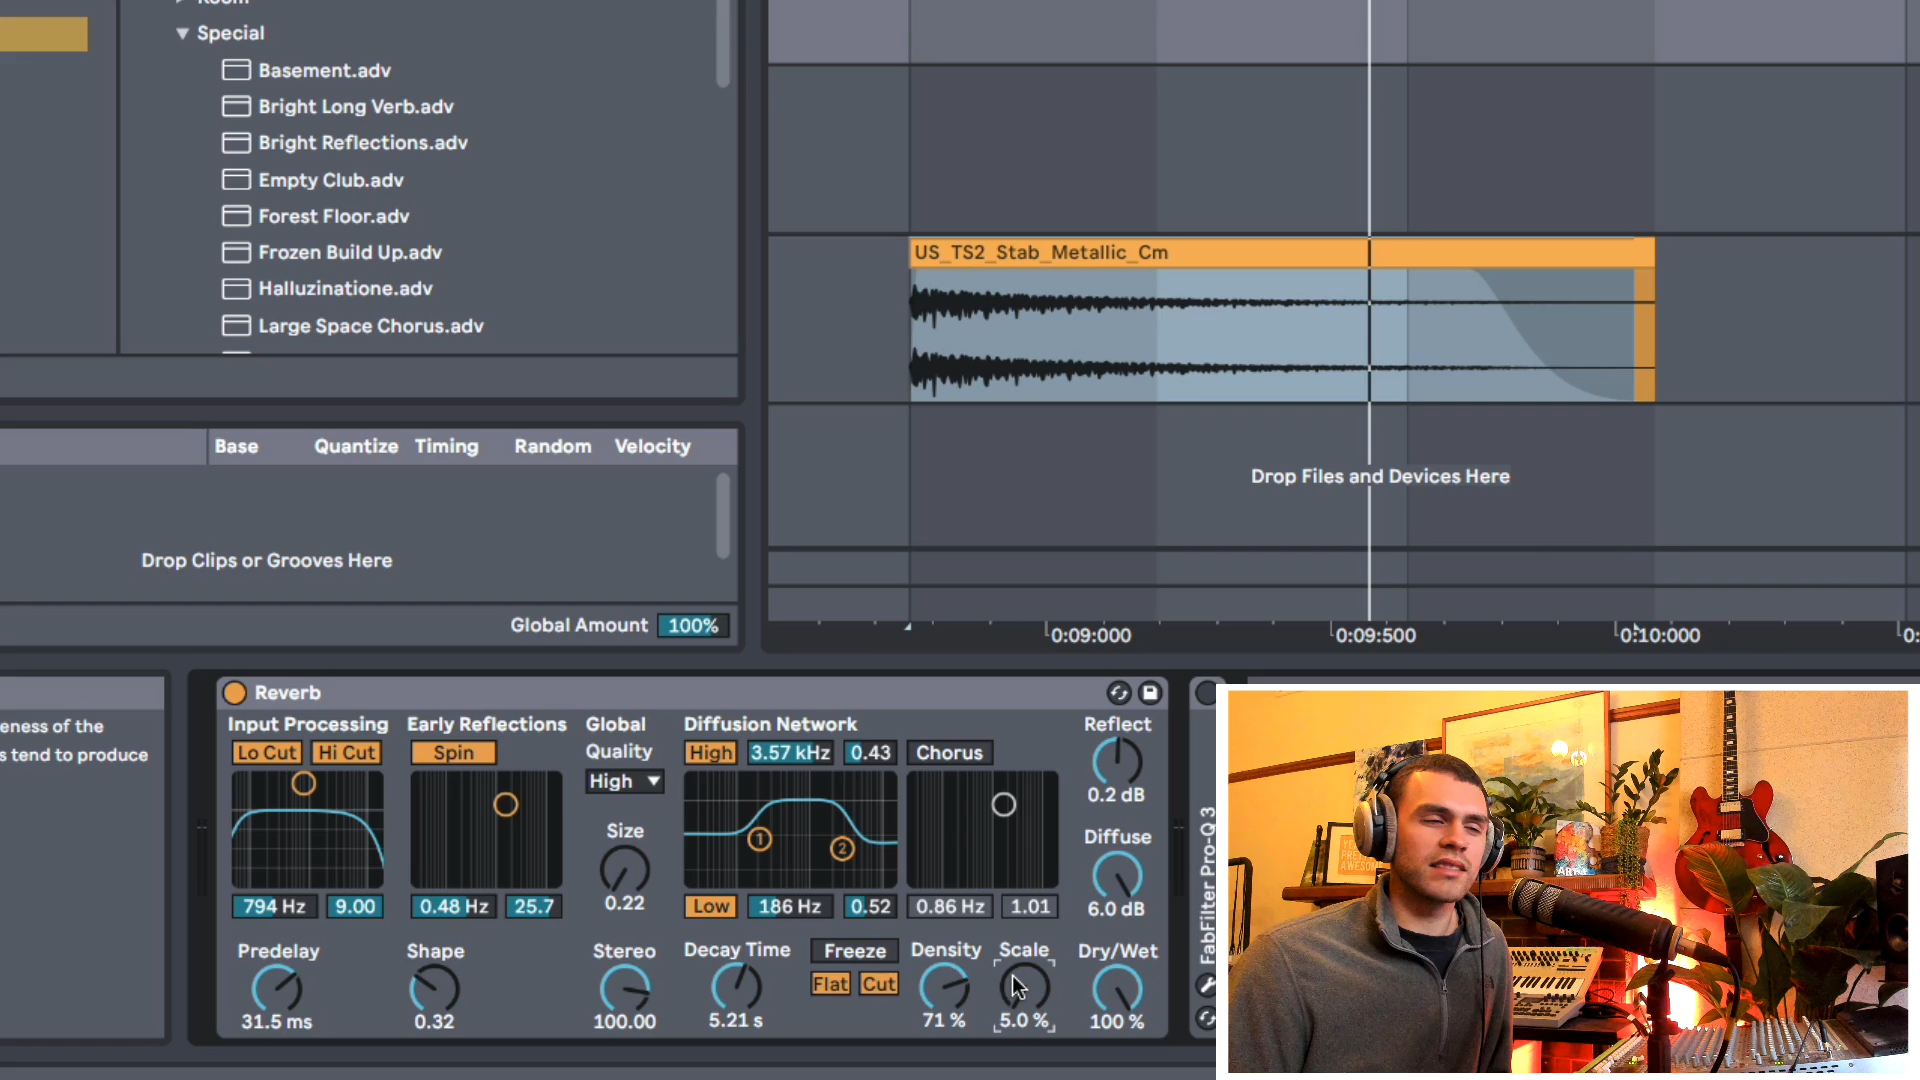 Room
Special
Basement.adv
Bright Long Verb.adv
Bright Reflections.adv
Empty Club.adv
Forest Floor.adv
Frozen Build Up.adv
Halluzinatione.adv
Large Space Chorus.adv
US_TS2_Stab_Metallic_Cm
Base Quantize Timing Random Velocity
Drop Files and Devices Here
Drop Clips or Grooves Here
Global Amount 100%
0:09:000 0:09:500 0:10:000 0:
eness of the
s tend to produce
Reverb
Input Processing Early Reflections Global Diffusion Network Reflect
Lo Cut Hi Cut Spin Quality High 3.57 kHz 0.43 Chorus
High
0.2 dB
1 2
Size
Diffuse
0.22
794 Hz 9.00 0.48 Hz 25.7 Low 186 Hz 0.52 0.86 Hz 1.01 6.0 dB
Predelay Shape Stereo Decay Time Freeze Density Scale Dry/Wet
Flat Cut
31.5 ms 0.32 100.00 5.21 s 71 % 5.0 % 100 %
FabFilter Pro-Q 3